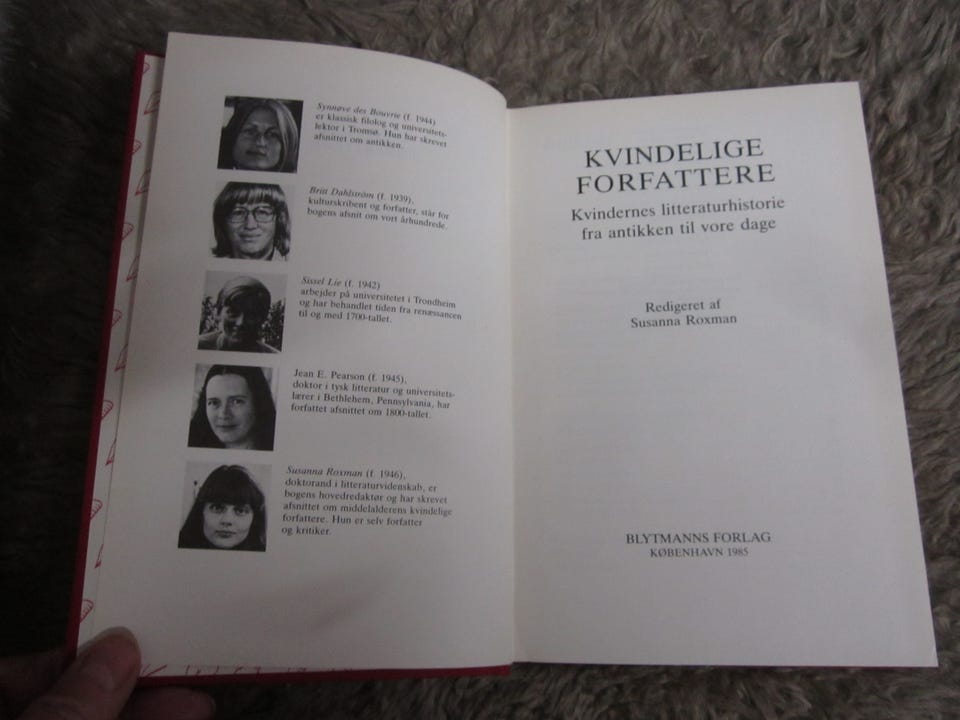 Synnøve des Bouvrie (f. 1944)
er klassisk filolog og universitets-
lektor i Tromsø. Hun har skrevet
afsnittet om antikken.
Britt Dahlström (f. 1939),
kulturskribent og forfatter, står for
bogens afsnit om vort århundrede.
Sissel Lie (f. 1942)
arbejder på universitetet i Trondheim
og har behandlet tiden fra renæssancen
til og med 1700-tallet.
Jean E. Pearson (f. 1945),
doktor i tysk litteratur og universitets-
lærer i Bethlehem, Pennsylvania, har
forfattet afsnittet om 1800-tallet.
Susanna Roxman (f. 1946),
doktorand i litteraturvidenskab, er
bogens hovedredaktør og har skrevet
afsnittet om middelalderens kvindelige
forfattere. Hun er selv forfatter
og kritiker.
KVINDELIGE
FORFATTERE
Kvindernes litteraturhistorie
fra antikken til vore dage
Redigeret af
Susanna Roxman
BLYTMANNS FORLAG
KØBENHAVN 1985